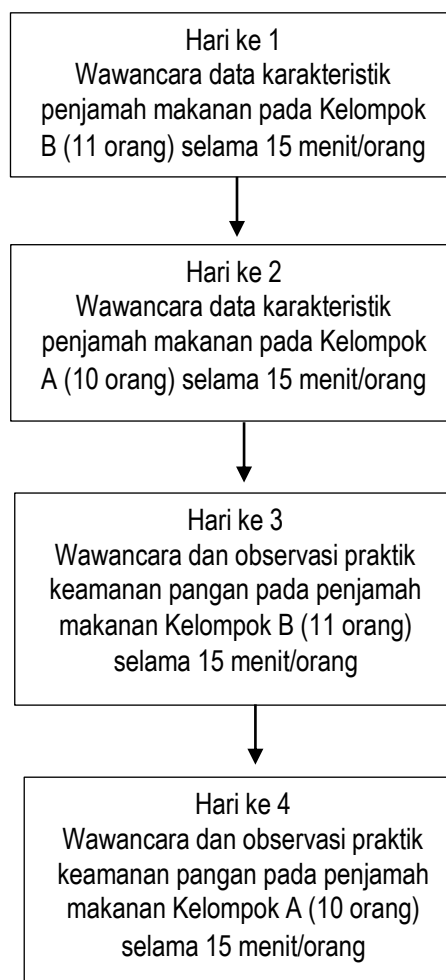 Hari ke 1
Wawancara data karakteristik
penjamah makanan pada Kelompok
B (11 orang) selama 15 menit/orang
Hari ke 2
Wawancara data karakteristik
penjamah makanan pada Kelompok
A (10 orang) selama 15 menit/orang
Hari ke 3
Wawancara dan observasi praktik
keamanan pangan pada penjamah
makanan Kelompok B (11 orang)
selama 15 menit/orang
Hari ke 4
Wawancara dan observasi praktik
keamanan pangan pada penjamah
makanan Kelompok A (10 orang)
selama 15 menit/orang